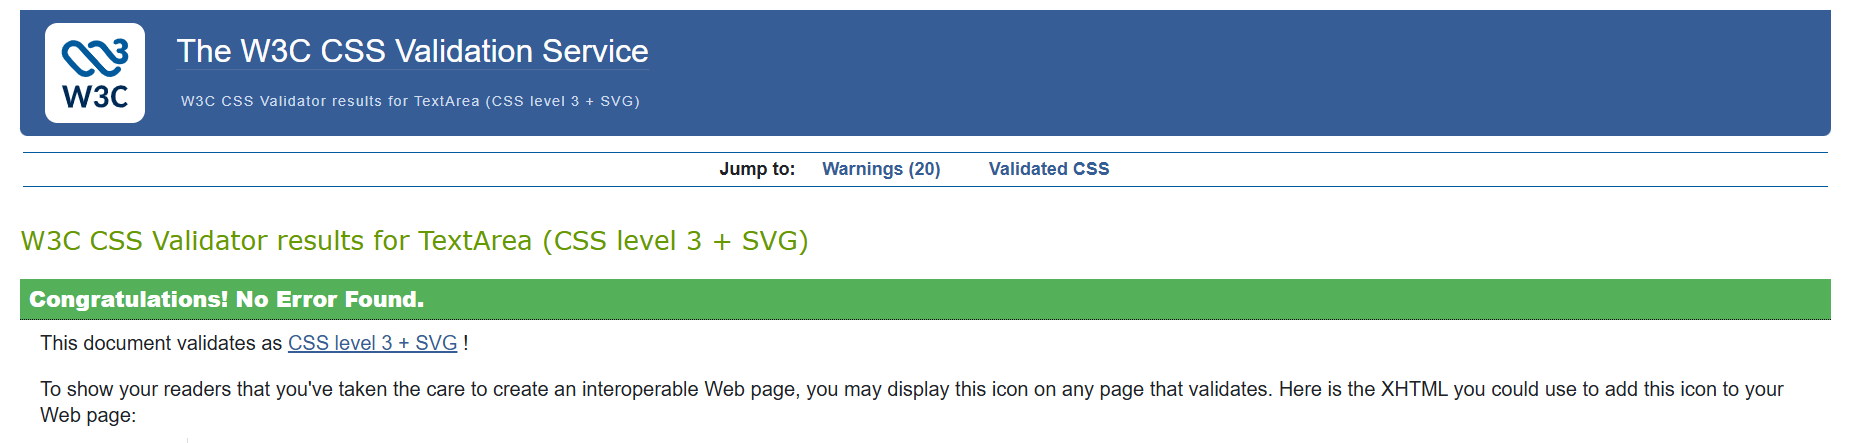 The W3C CSS Validation Service
W3C
W3C CSS Validator results for TextArea (CSS level 3 + SVG)
Jump to: Warnings (20) Validated CSS
W3C CSS Validator results for TextArea (CSS level 3 + SVG)
Congratulations! No Error Found.
This document validates as CSS level 3 + SVG !
To show your readers that you've taken the care to create an interoperable Web page, you may display this icon on any page that validates. Here is the XHTML you could use to add this icon to your
Web page: